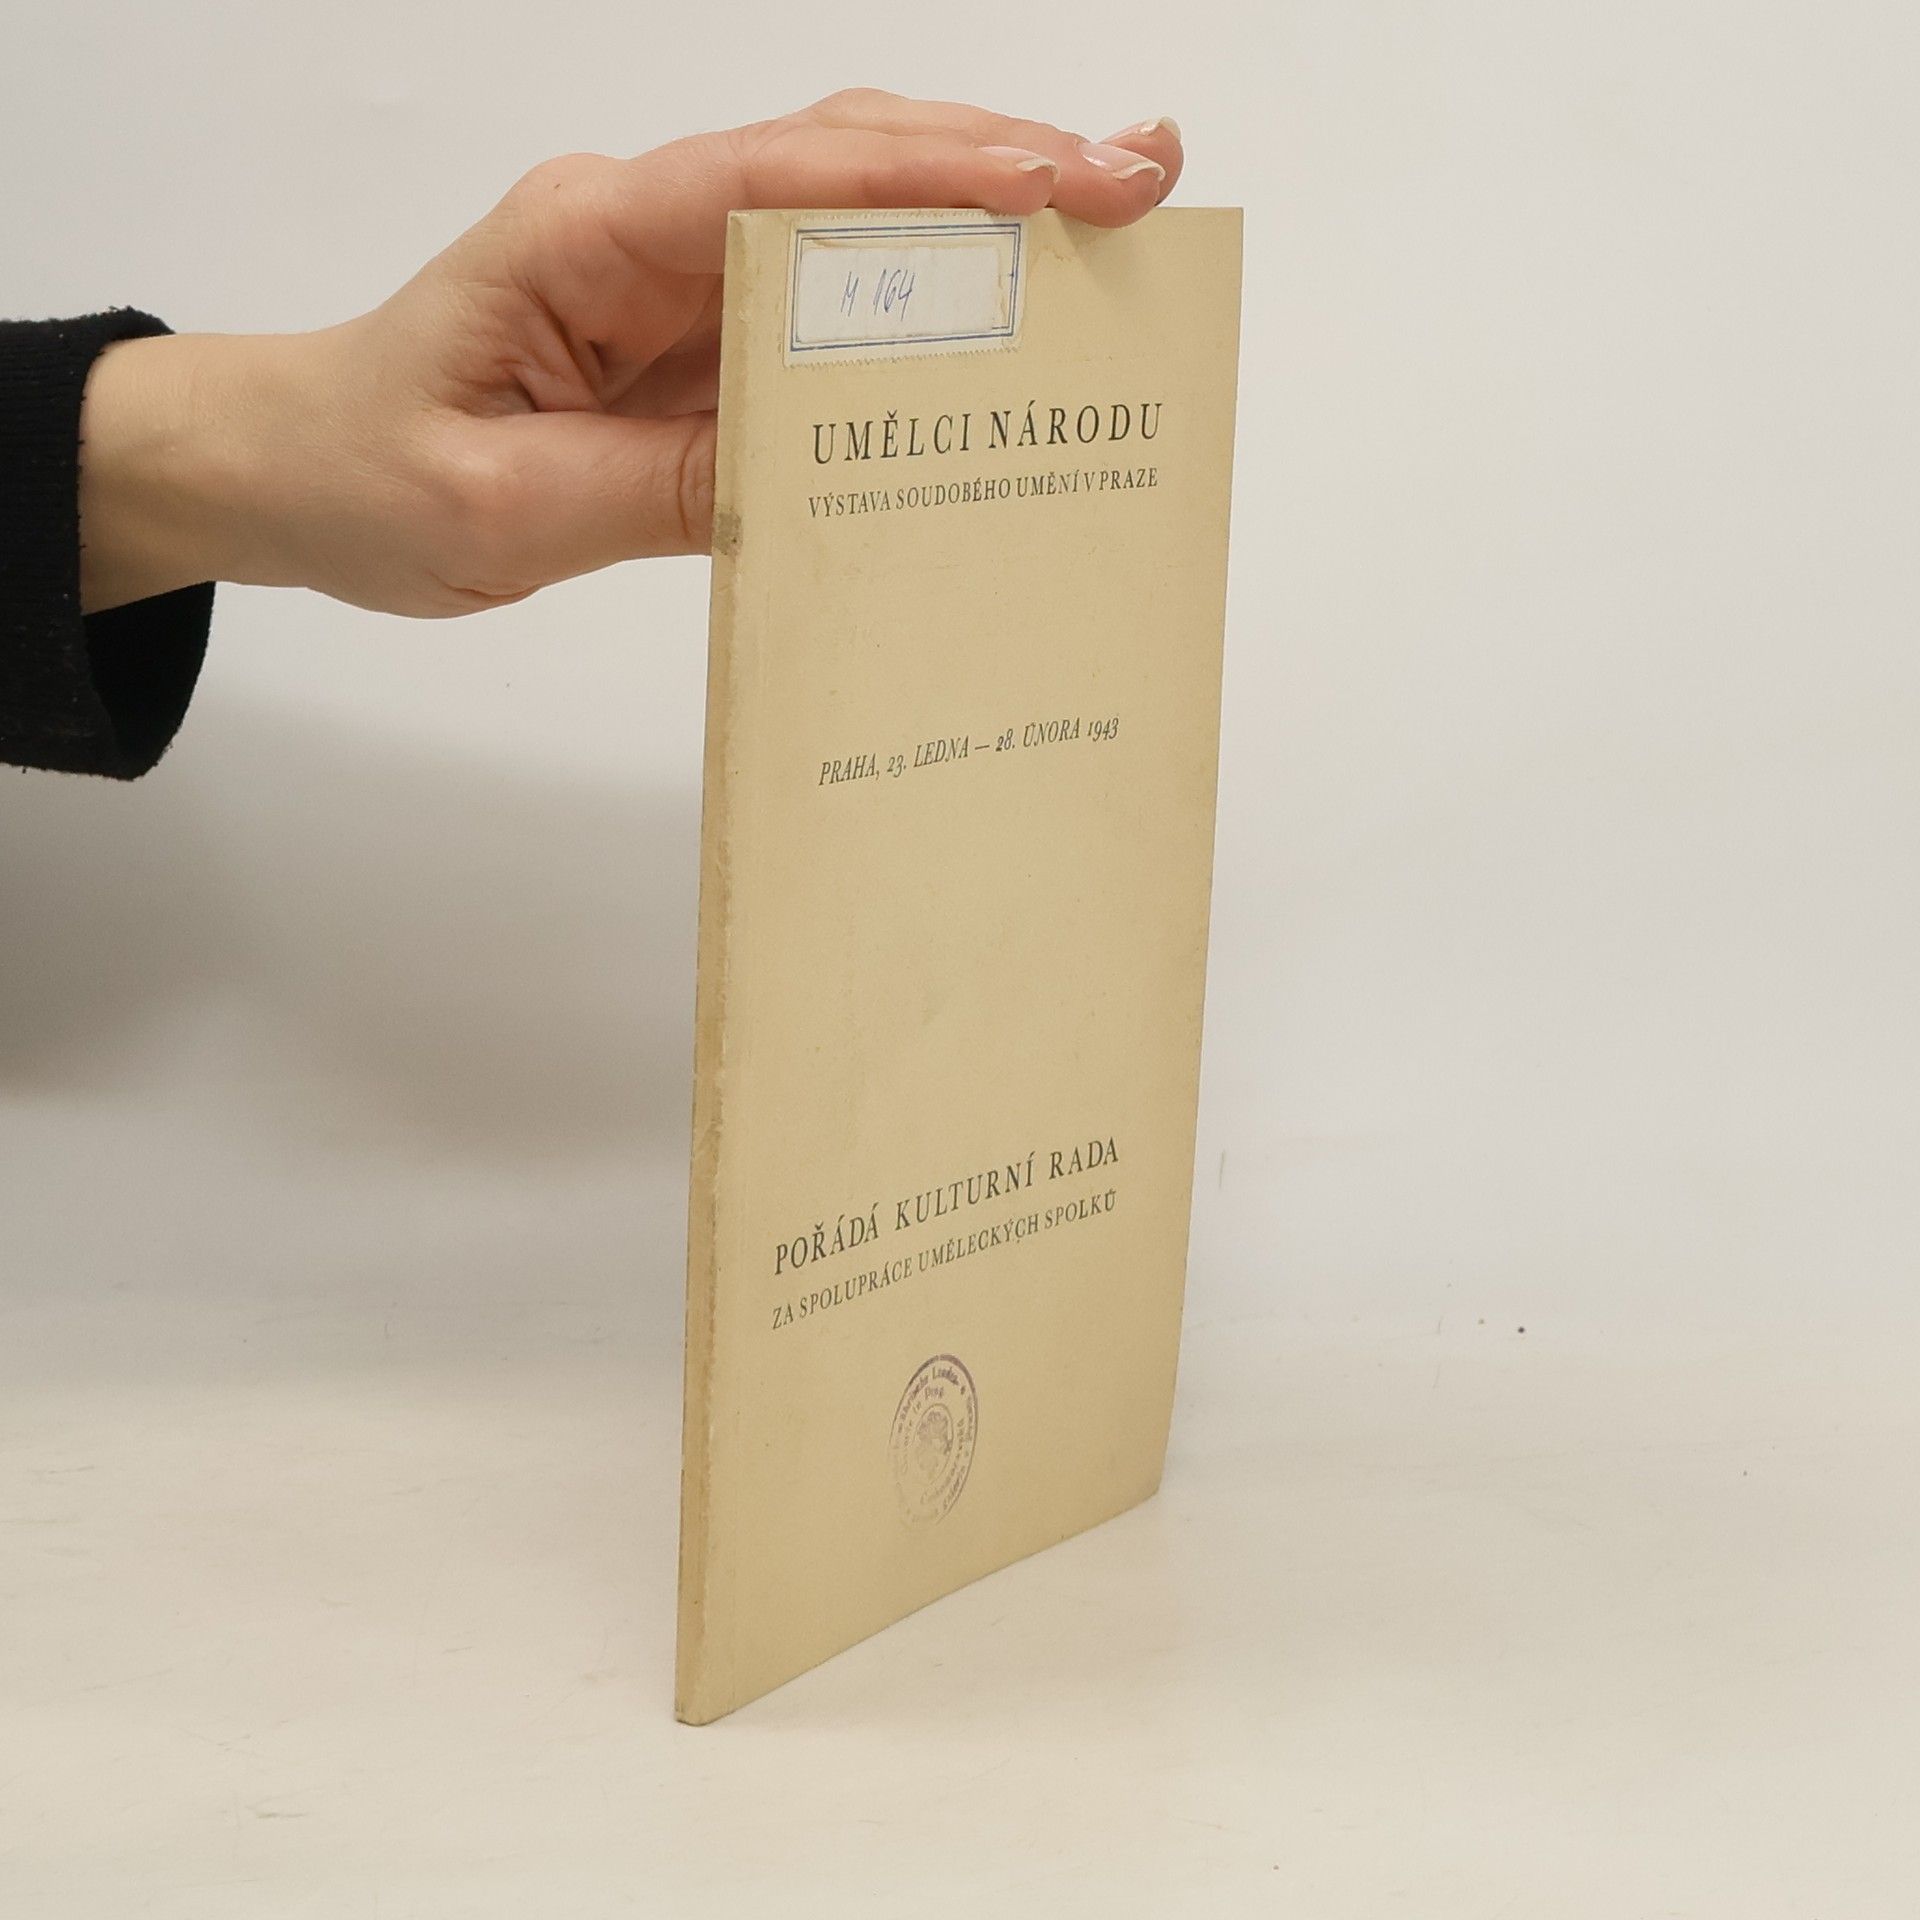 M 164
UMĚLCI NÁRODU
VÝSTAVA SOUDOBÉHO UMĚNÍ V PRAZE
PRAHA, 23. LEDNA — 28. ÚNORA 1943
POŘÁDÁ KULTURNÍ RADA
ZA SPOLUPRÁCE UMĚLECKÝCH SPOLKŮ